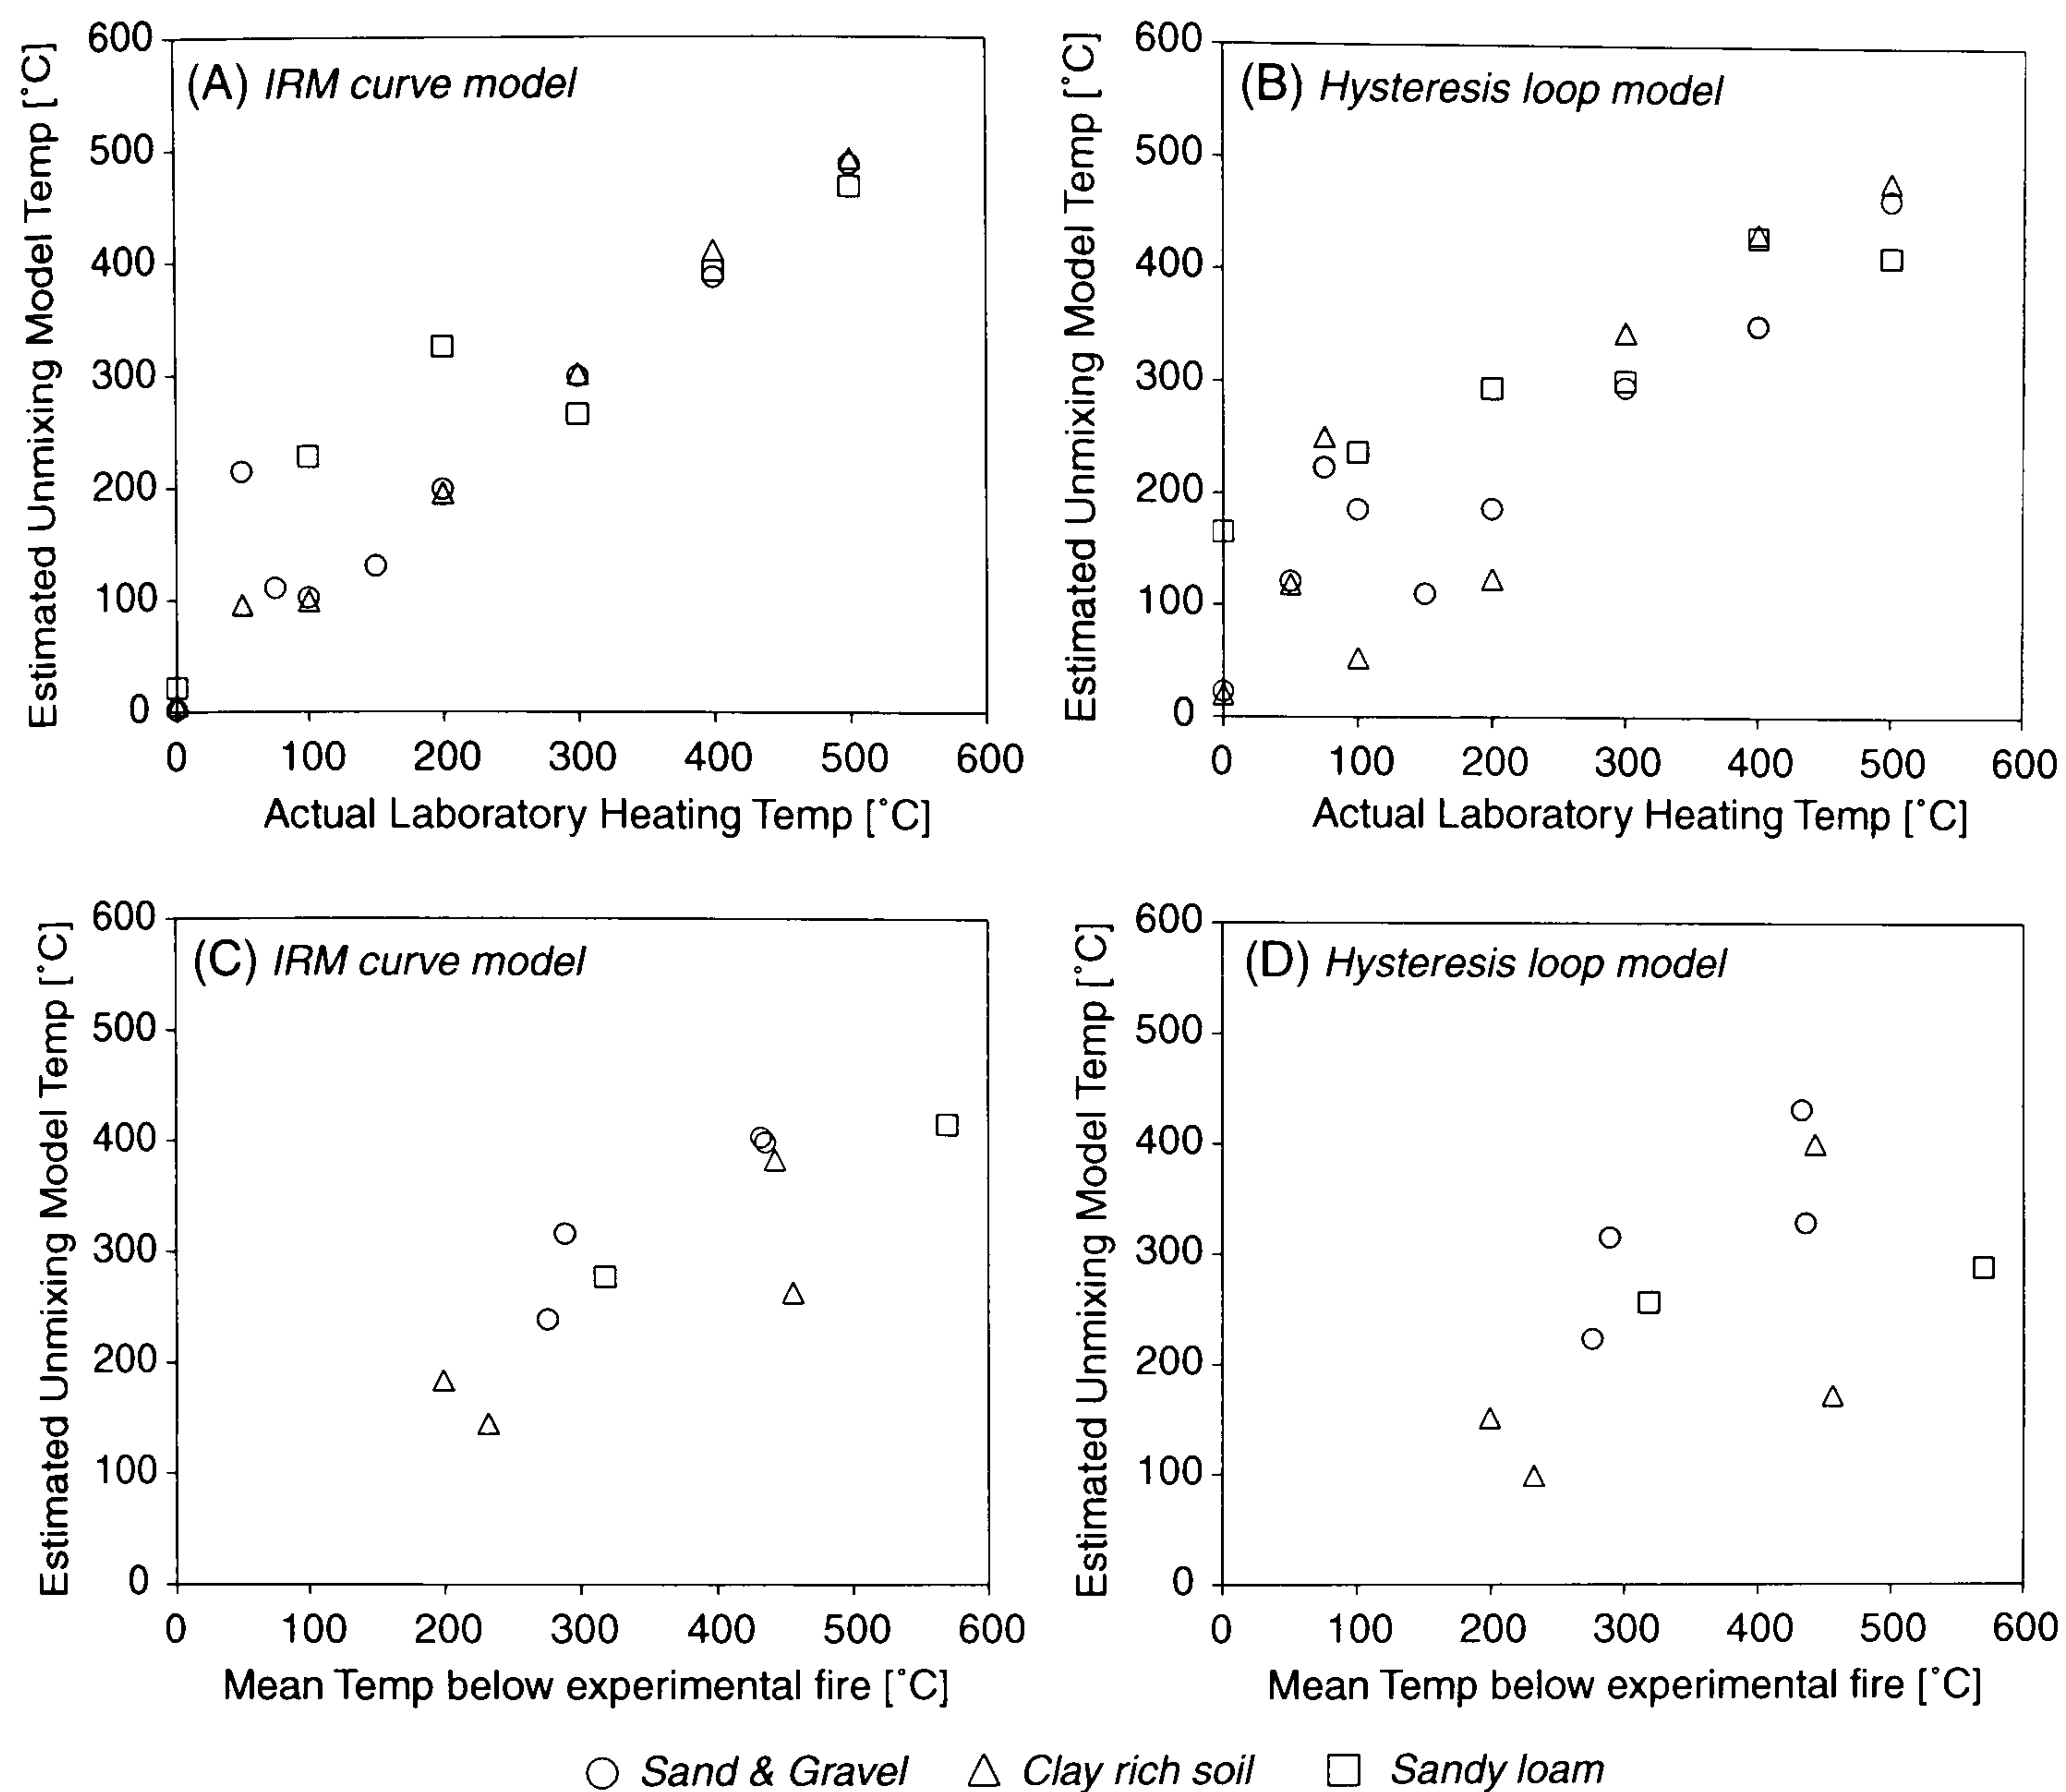 (A) IRM curve model
Estimated Unmixing Model Temp [°C]
600
500
400
300
200
100
0
0 100 200 300 400 500 600
Actual Laboratory Heating Temp [°C]
(B) Hysteresis loop model
Estimated Unmixing Model Temp [°C]
600
500
400
300
200
100
0
0 100 200 300 400 500 600
Actual Laboratory Heating Temp [°C]
(C) IRM curve model
Estimated Unmixing Model Temp [°C]
600
500
400
300
200
100
0
0 100 200 300 400 500 600
Mean Temp below experimental fire [°C]
(D) Hysteresis loop model
Estimated Unmixing Model Temp [°C]
600
500
400
300
200
100
0
0 100 200 300 400 500 600
Mean Temp below experimental fire [°C]
Sand & Gravel Clay rich soil Sandy loam